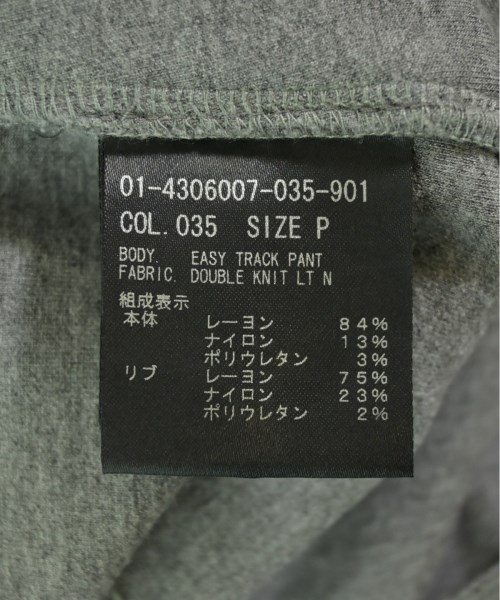 01-4306007-035-901
COL.035 SIZE P
BODY. EASY TRACK PANT
FABRIC. DOUBLE KNIT LT N
組成表示
本体 レーヨン 84%
ナイロン 13%
ポリウレタン 3%
リブ レーヨン 75%
ナイロン 23%
ポリウレタン 2%